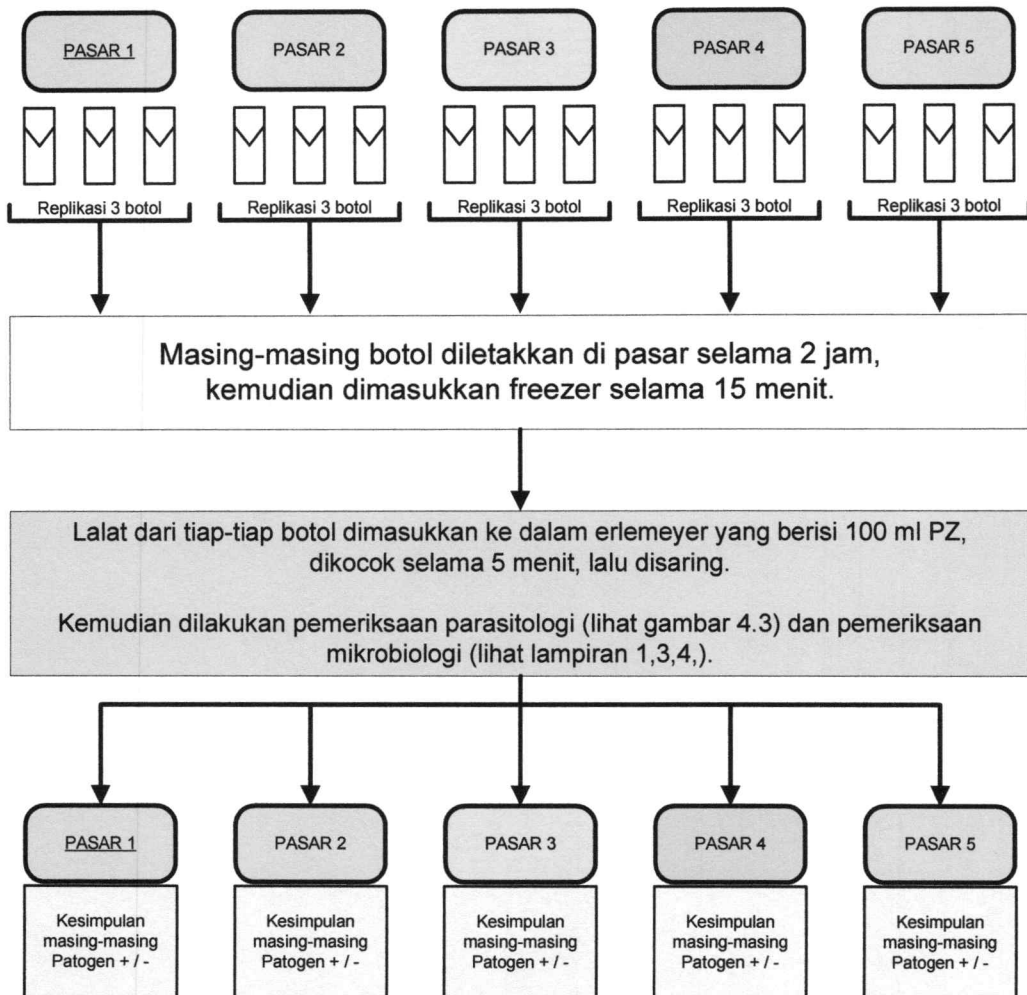 PASAR 1 PASAR 2 PASAR 3 PASAR 4 PASAR 5
Replikasi 3 botol Replikasi 3 botol Replikasi 3 botol Replikasi 3 botol Replikasi 3 botol
Masing-masing botol diletakkan di pasar selama 2 jam,
kemudian dimasukkan freezer selama 15 menit.
Lalat dari tiap-tiap botol dimasukkan ke dalam erlemeyer yang berisi 100 ml PZ,
dikocok selama 5 menit, lalu disaring.
Kemudian dilakukan pemeriksaan parasitologi (lihat gambar 4.3) dan pemeriksaan
mikrobiologi (lihat lampiran 1,3,4,).
PASAR 1 PASAR 2 PASAR 3 PASAR 4 PASAR 5
Kesimpulan Kesimpulan Kesimpulan Kesimpulan Kesimpulan
masing-masing masing-masing masing-masing masing-masing masing-masing
Patogen + / - Patogen + / - Patogen + / - Patogen + / - Patogen + / -